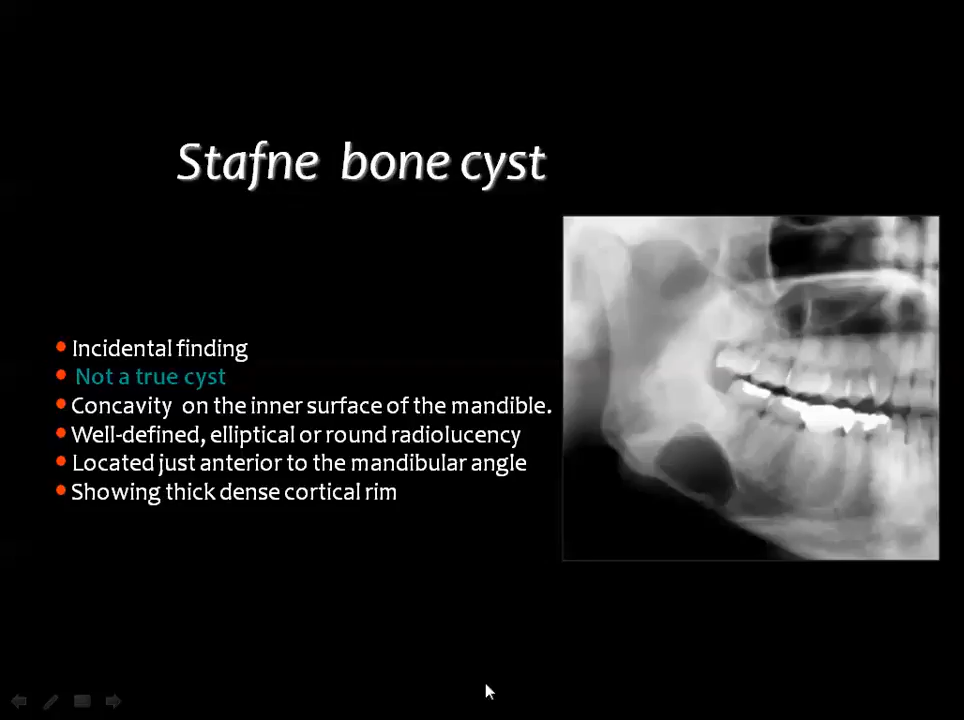 Stafne bone cyst
• Incidental finding
• Not a true cyst
• Concavity on the inner surface of the mandible.
• Well-defined, elliptical or round radiolucency
• Located just anterior to the mandibular angle
• Showing thick dense cortical rim